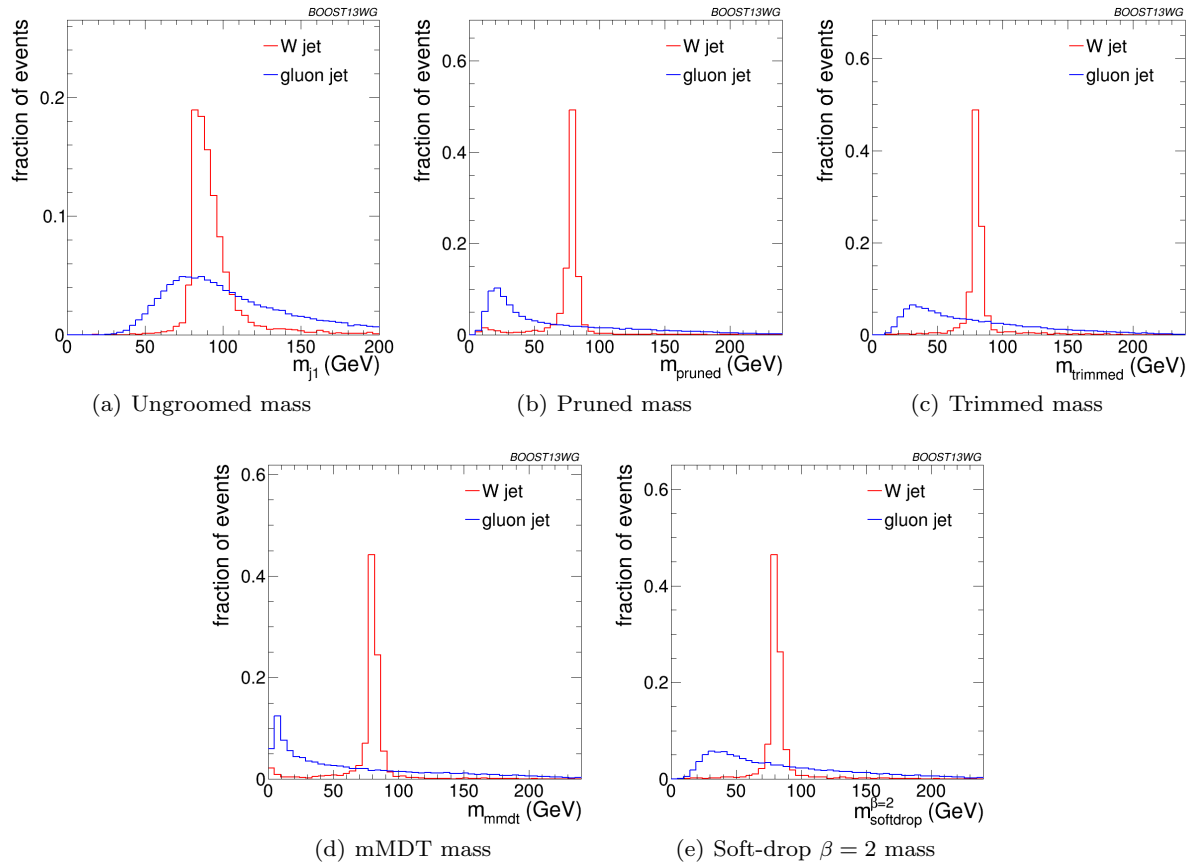 BOOST13WG
fraction of events
W jet
gluon jet
0.2
0.1
0
0 50 100 150 200
m_j1 (GeV)
(a) Ungroomed mass
BOOST13WG
fraction of events
W jet
gluon jet
0.6
0.4
0.2
0
0 50 100 150 200
m_pruned (GeV)
(b) Pruned mass
BOOST13WG
fraction of events
W jet
gluon jet
0.6
0.4
0.2
0
0 50 100 150 200
m_trimmed (GeV)
(c) Trimmed mass
BOOST13WG
fraction of events
W jet
gluon jet
0.6
0.4
0.2
0
0 50 100 150 200
m_mmdt (GeV)
(d) mMDT mass
BOOST13WG
fraction of events
W jet
gluon jet
0.6
0.4
0.2
0
0 50 100 150 200
m_softdrop^β=2 (GeV)
(e) Soft-drop β = 2 mass